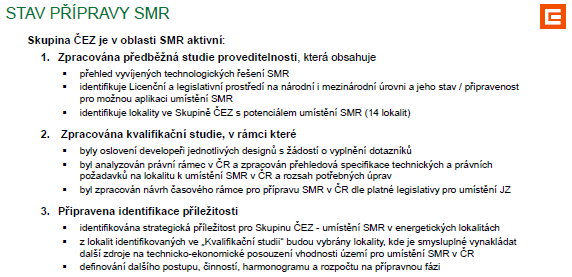 STAV PŘÍPRAVY SMR
Skupina ČEZ je v oblasti SMR aktivní:
1. Zpracována předběžná studie proveditelnosti, která obsahuje
▪ přehled vyvíjených technologických řešení SMR
▪ identifikuje Licenční a legislativní prostředí na národní i mezinárodní úrovni a jeho stav / připravenost
pro možnou aplikaci umístění SMR
▪ identifikuje lokality ve Skupině ČEZ s potenciálem umístění SMR (14 lokalit)
2. Zpracována kvalifikační studie, v rámci které
▪ byly osloveni developeři jednotlivých designů s žádostí o vyplnění dotazníků
▪ byl analyzován právní rámec v ČR a zpracován přehledová specifikace technických a právních
požadavků na lokalitu k umístění SMR v ČR a rozsah potřebných úprav
▪ byl zpracován návrh časového rámce pro přípravu SMR v ČR dle platné legislativy pro umístění JZ
3. Připravena identifikace příležitosti
▪ identifikována strategická příležitost pro Skupinu ČEZ - umístění SMR v energetických lokalitách
▪ z lokalit identifikovaných ve „Kvalifikační studii" budou vybrány lokality, kde je smysluplné vynakládat
další zdroje na technicko-ekonomické posouzení vhodnosti území pro umístění SMR v ČR
▪ definování dalšího postupu, činností, harmonogramu a rozpočtu na přípravnou fázi